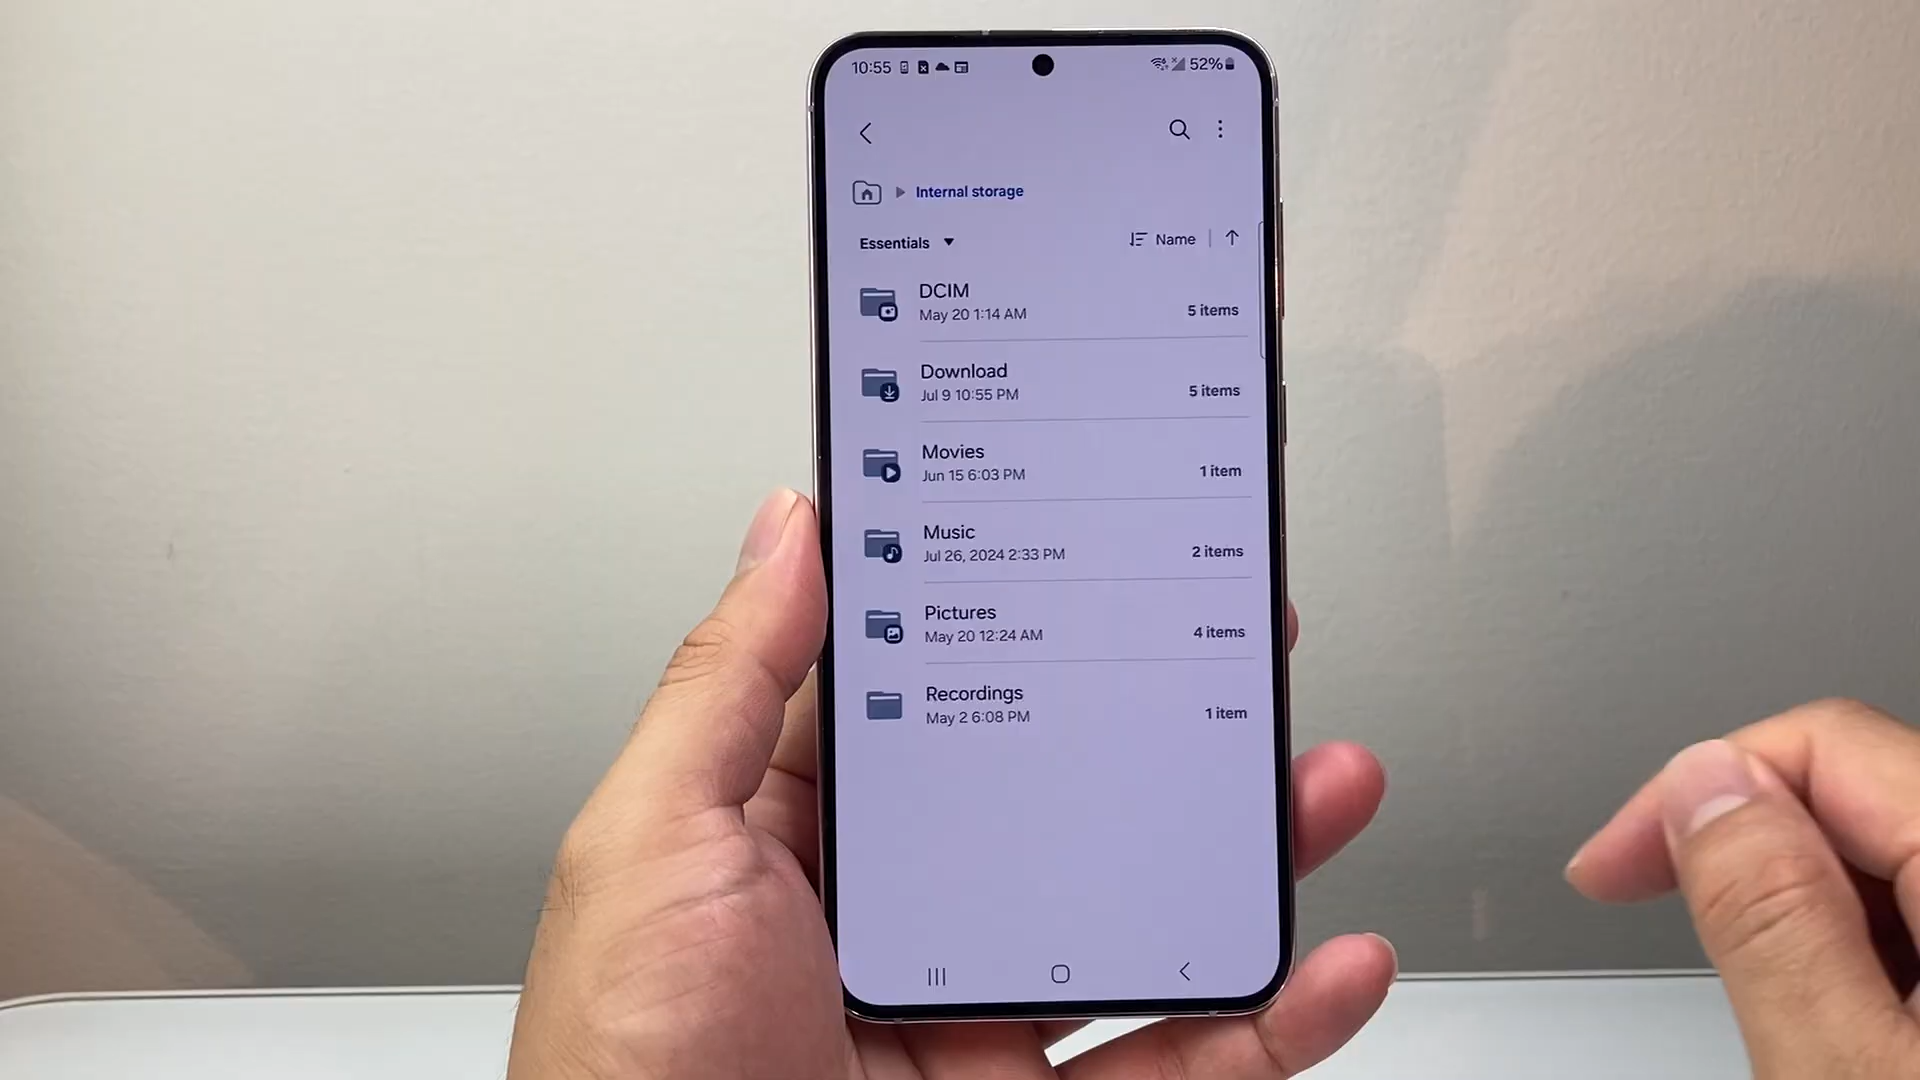 10:55 52%
Internal storage
Essentials Name
DCIM
May 20 1:14 AM 5 items
Download
Jul 9 10:55 PM 5 items
Movies
Jun 15 6:03 PM 1 item
Music
Jul 26, 2024 2:33 PM 2 items
Pictures
May 20 12:24 AM 4 items
Recordings
May 2 6:08 PM 1 item